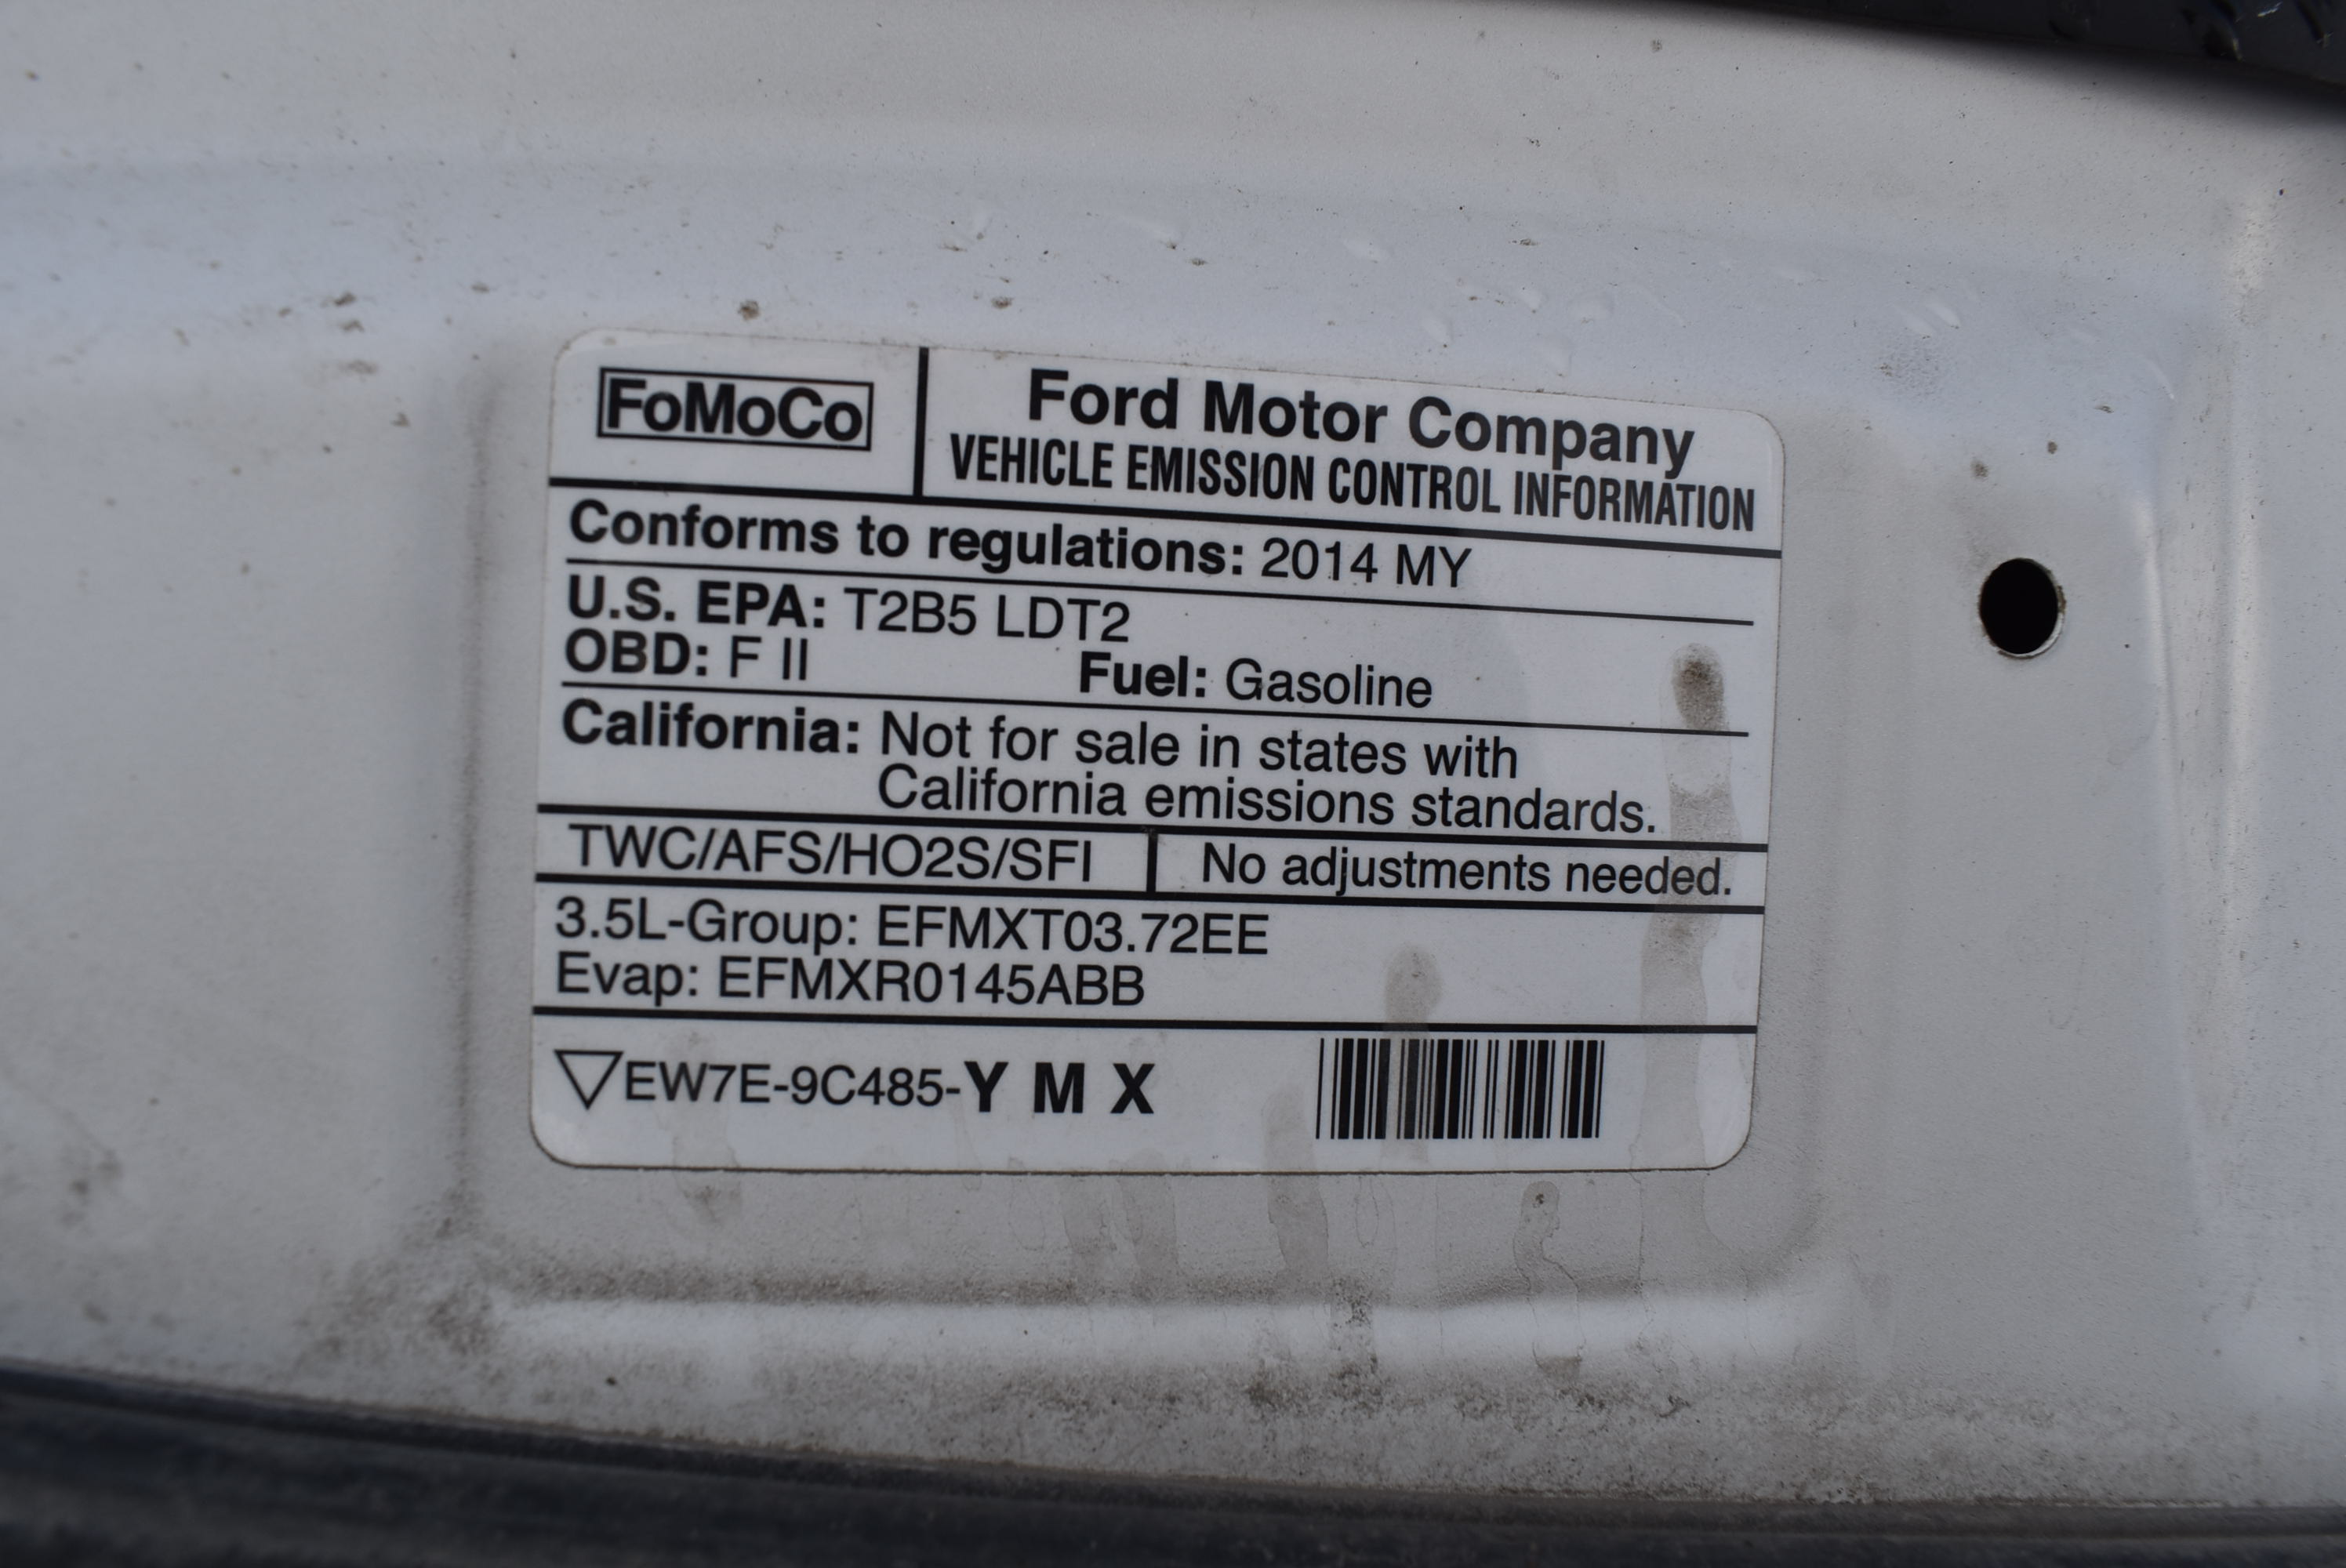 FoMoCo
Ford Motor Company
VEHICLE EMISSION CONTROL INFORMATION
Conforms to regulations: 2014 MY
U.S. EPA: T2B5 LDT2
OBD: F II Fuel: Gasoline
California: Not for sale in states with
California emissions standards.
TWC/AFS/HO2S/SFI No adjustments needed.
3.5L-Group: EFMXT03.72EE
Evap: EFMXR0145ABB
EW7E-9C485-Y M X